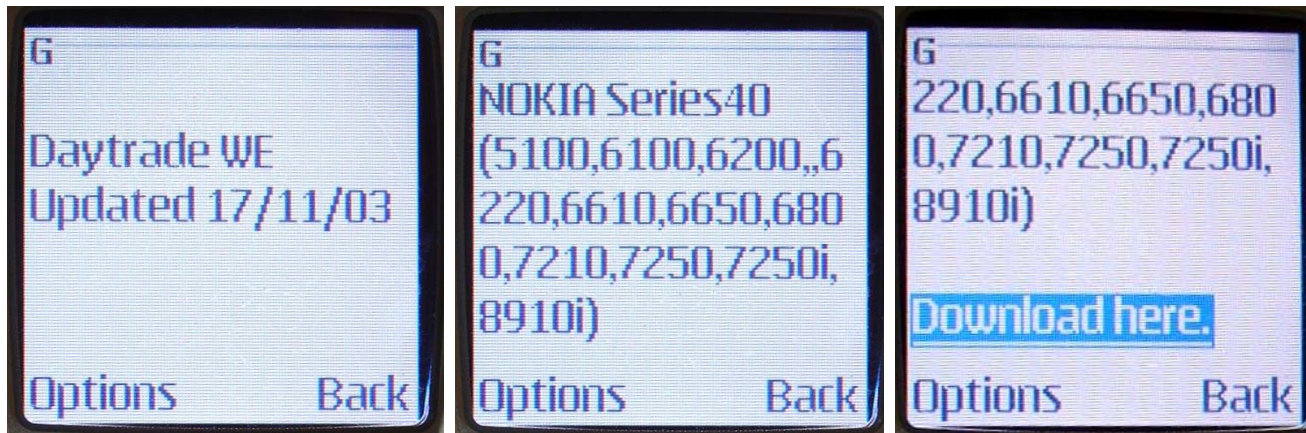 G
Daytrade WE
Updated 17/11/03
Options Back
G
NOKIA Series40
(5100,6100,6200,,6
220,6610,6650,680
0,7210,7250,7250i,
8910i)
Options Back
G
220,6610,6650,680
0,7210,7250,7250i,
8910i)
Download here.
Options Back